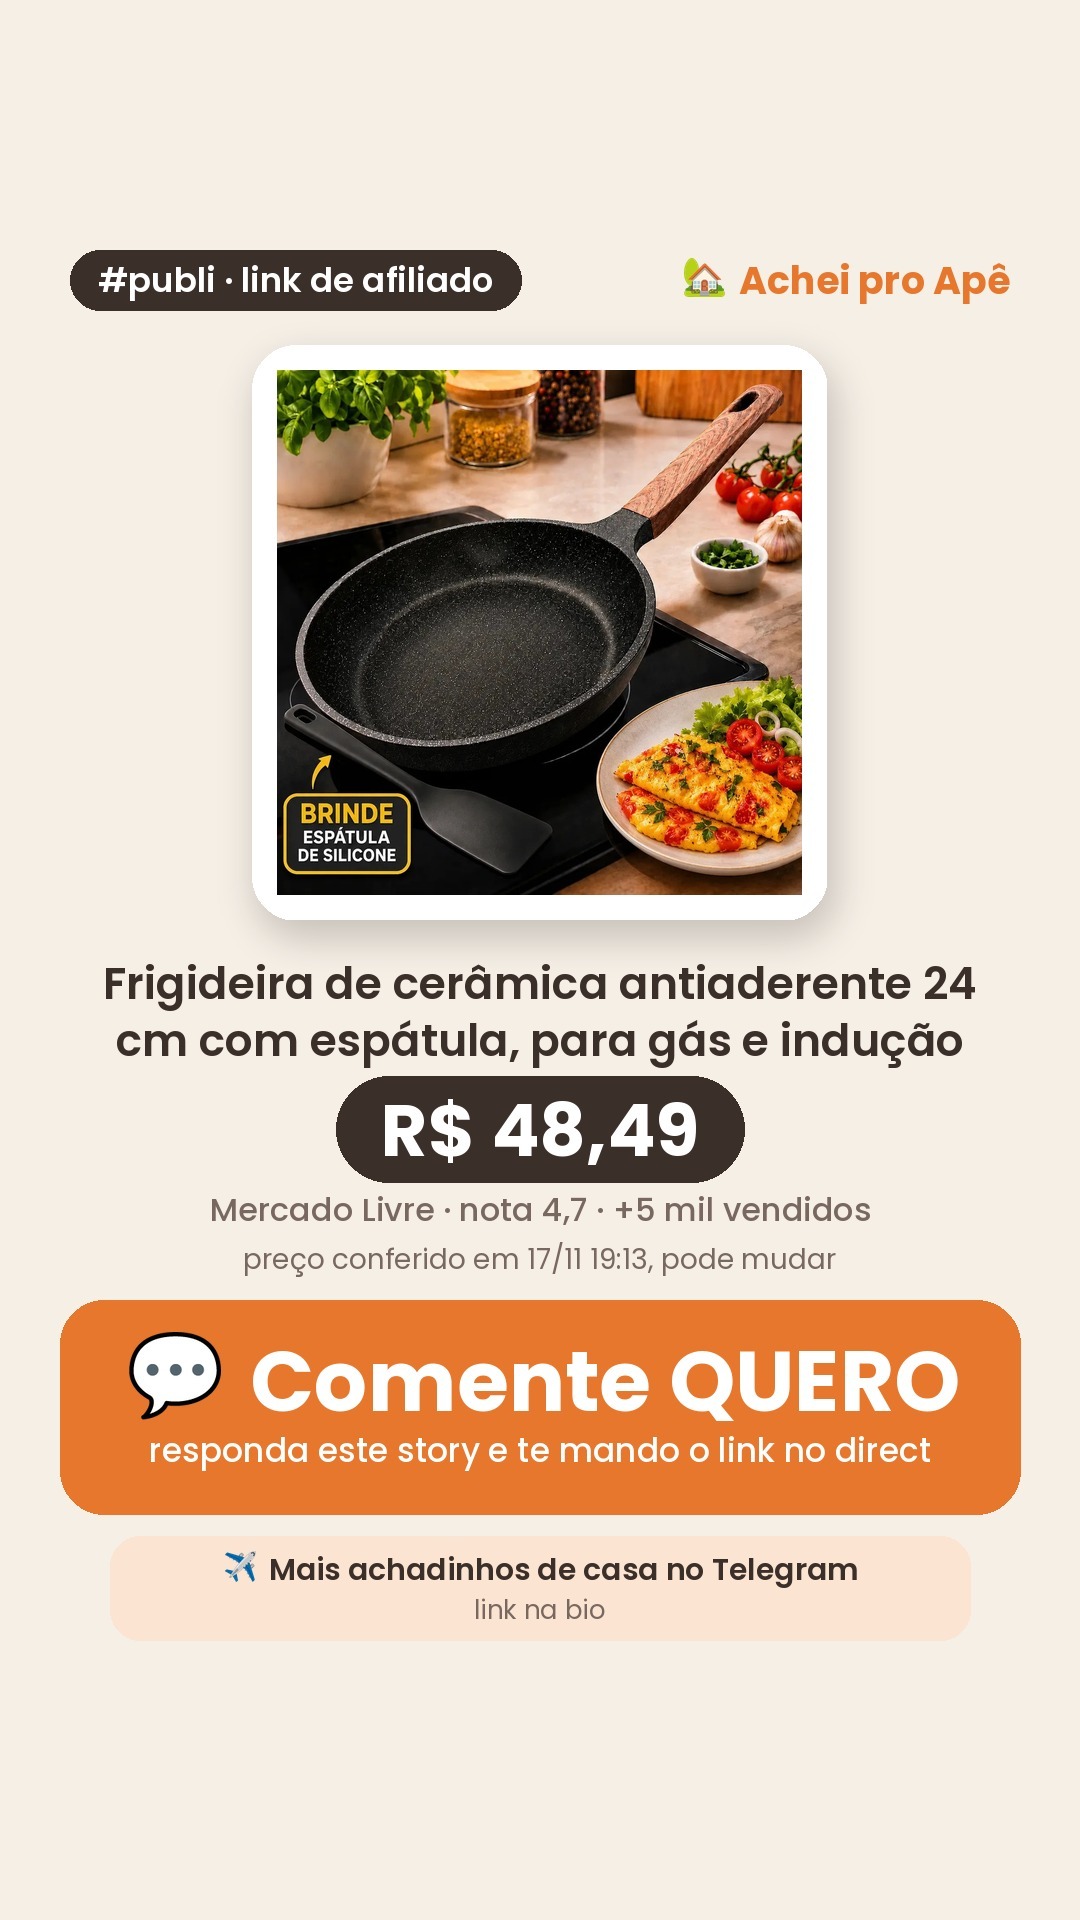 #publi · link de afiliado
🏡 Achei pro Apê
BRINDE
ESPÁTULA
DE SILICONE
Frigideira de cerâmica antiaderente 24
cm com espátula, para gás e indução
R$ 48,49
Mercado Livre · nota 4,7 · +5 mil vendidos
preço conferido em 17/11 19:13, pode mudar
💬 Comente QUERO
responda este story e te mando o link no direct
✈️ Mais achadinhos de casa no Telegram
link na bio